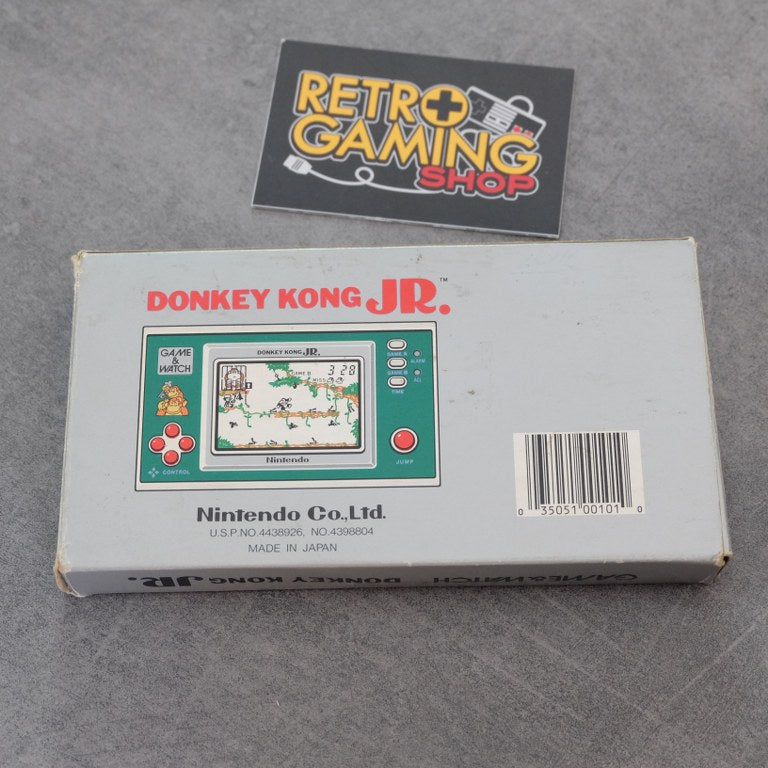 RETRO
GAMING
SHOP
DONKEY KONG JR.™
GAME
&
WATCH
DONKEY KONG JR.
GAME B
3 28
MISS
GAME A
ALARM
GAME B
ACL
TIME
Nintendo
CONTROL
JUMP
Nintendo Co.,Ltd.
U.S.P.NO.4438926, NO.4398804
MADE IN JAPAN
0 35051 00101 0
GAME&WATCH DONKEY KONG JR.